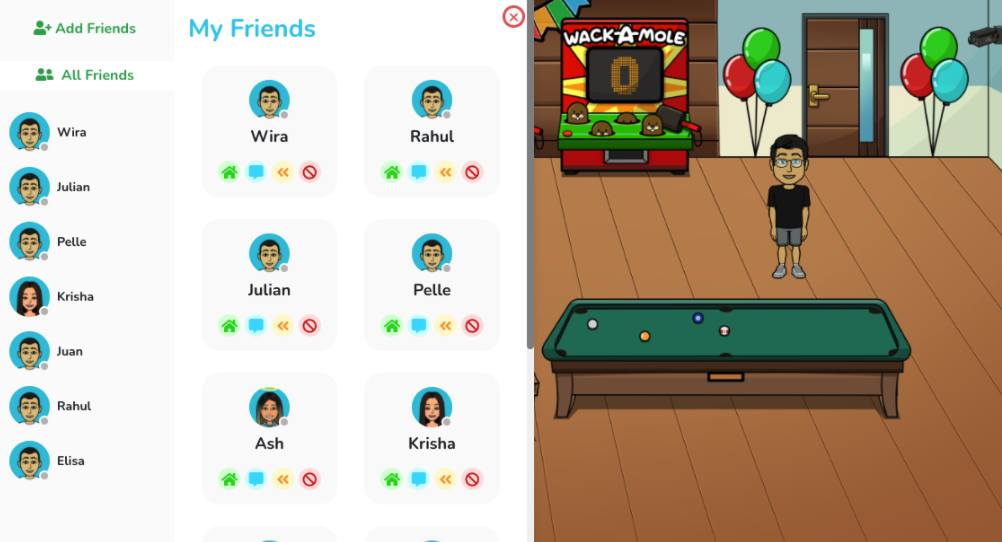 Add Friends
All Friends
Wira
Julian
Pelle
Krisha
Juan
Rahul
Elisa
My Friends
Wira
Rahul
Julian
Pelle
Ash
Krisha
WACK-A-MOLE
0